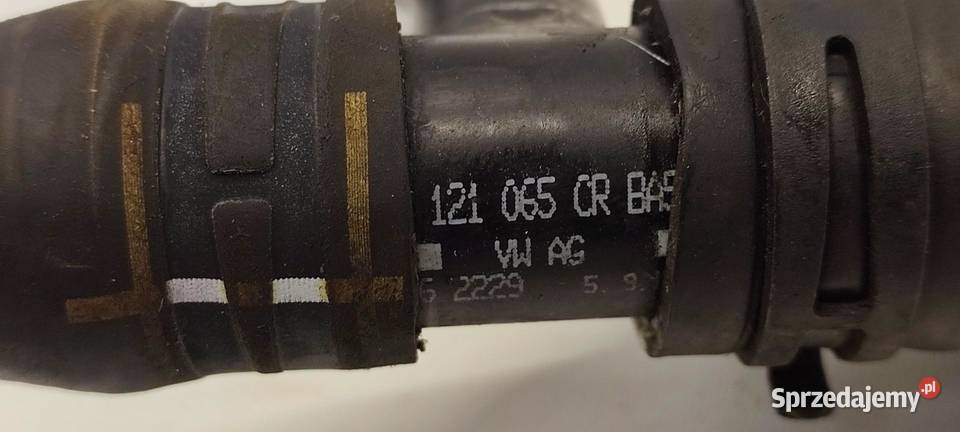 121 065 CR BA
VW AG
2229 5. 9.
Sprzedajemy.pl